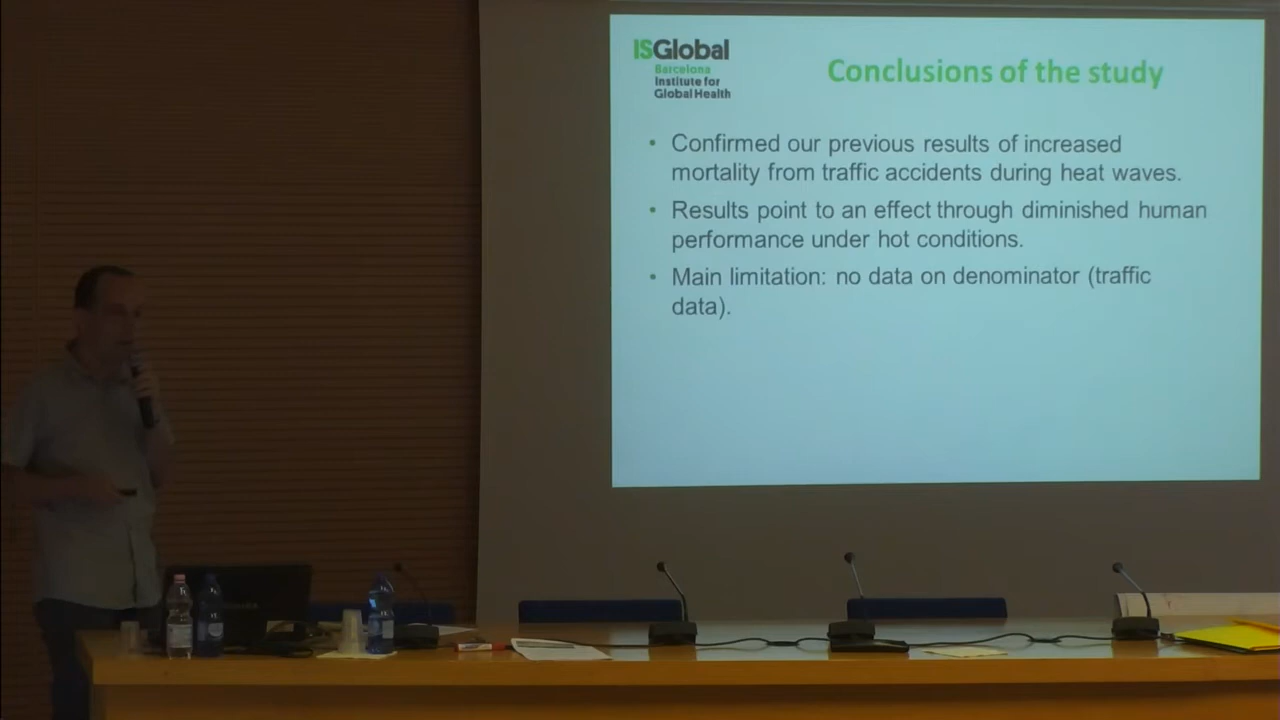 ISGlobal
Barcelona
Institute for
Global Health
Conclusions of the study
• Confirmed our previous results of increased
mortality from traffic accidents during heat waves.
• Results point to an effect through diminished human
performance under hot conditions.
• Main limitation: no data on denominator (traffic
data).